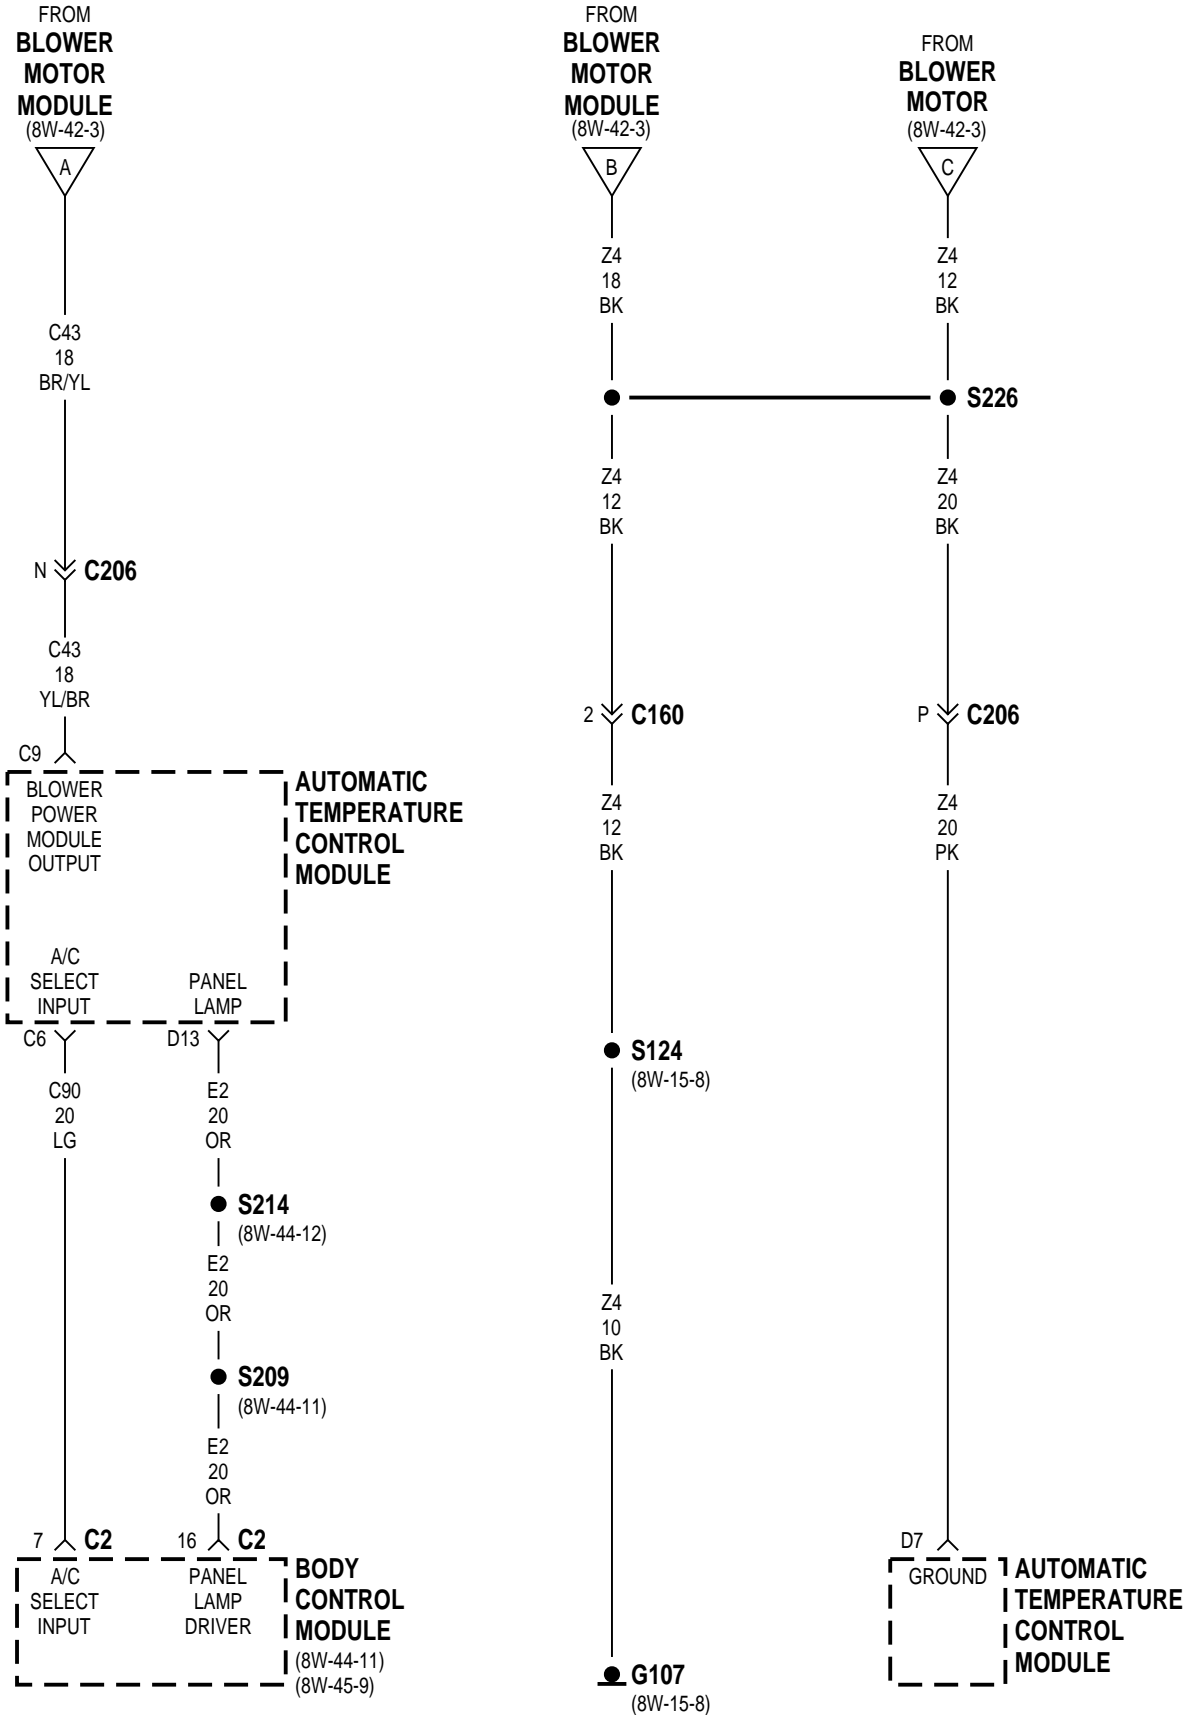 FROM
BLOWER
MOTOR
MODULE
(8W-42-3)
A
C43
18
BR/YL
N
C206
C43
18
YL/BR
C9
BLOWER
POWER
MODULE
OUTPUT
AUTOMATIC
TEMPERATURE
CONTROL
MODULE
A/C
SELECT
INPUT
PANEL
LAMP
C6
D13
C90
20
LG
E2
20
OR
S214
(8W-44-12)
E2
20
OR
S209
(8W-44-11)
E2
20
OR
7
C2
16
C2
A/C
SELECT
INPUT
PANEL
LAMP
DRIVER
BODY
CONTROL
MODULE
(8W-44-11)
(8W-45-9)
FROM
BLOWER
MOTOR
MODULE
(8W-42-3)
B
Z4
18
BK
Z4
12
BK
2
C160
Z4
12
BK
S124
(8W-15-8)
Z4
10
BK
G107
(8W-15-8)
FROM
BLOWER
MOTOR
(8W-42-3)
C
Z4
12
BK
S226
Z4
20
BK
P
C206
Z4
20
PK
D7
GROUND
AUTOMATIC
TEMPERATURE
CONTROL
MODULE